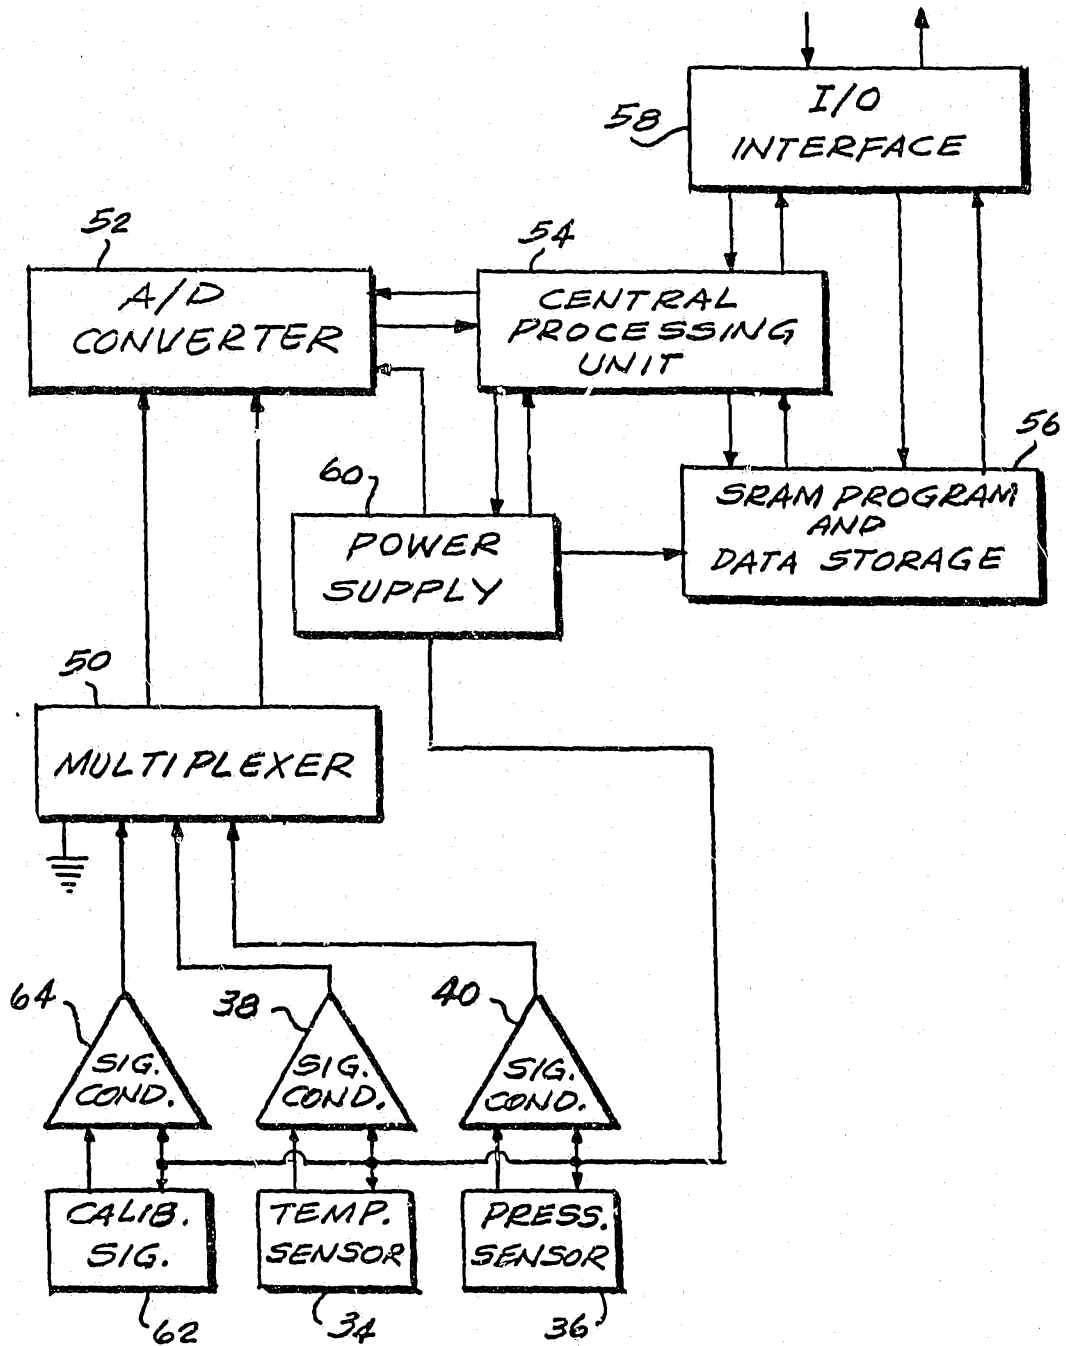 58
I/O
INTERFACE
52
A/D
CONVERTER
54
CENTRAL
PROCESSING
UNIT
60
POWER
SUPPLY
56
SRAM PROGRAM
AND
DATA STORAGE
50
MULTIPLEXER
64
SIG.
COND.
38
SIG.
COND.
40
SIG.
COND.
CALIB.
SIG.
62
TEMP.
SENSOR
34
PRESS.
SENSOR
36